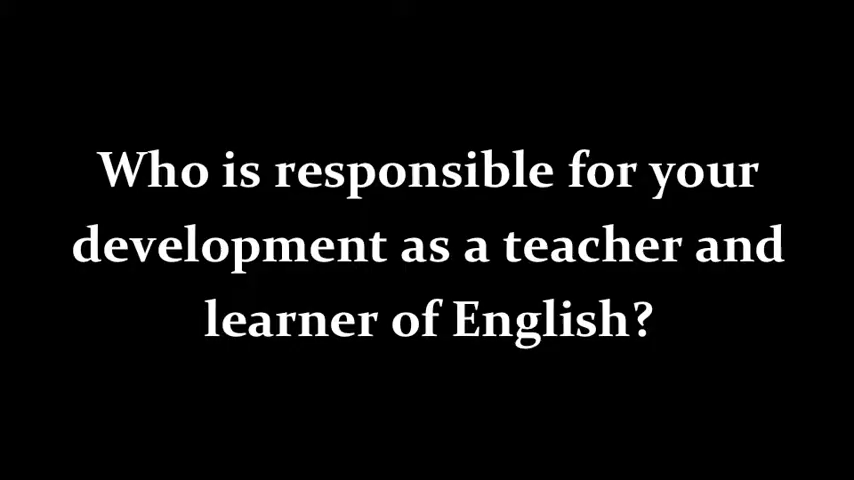 Who is responsible for your
development as a teacher and
learner of English?